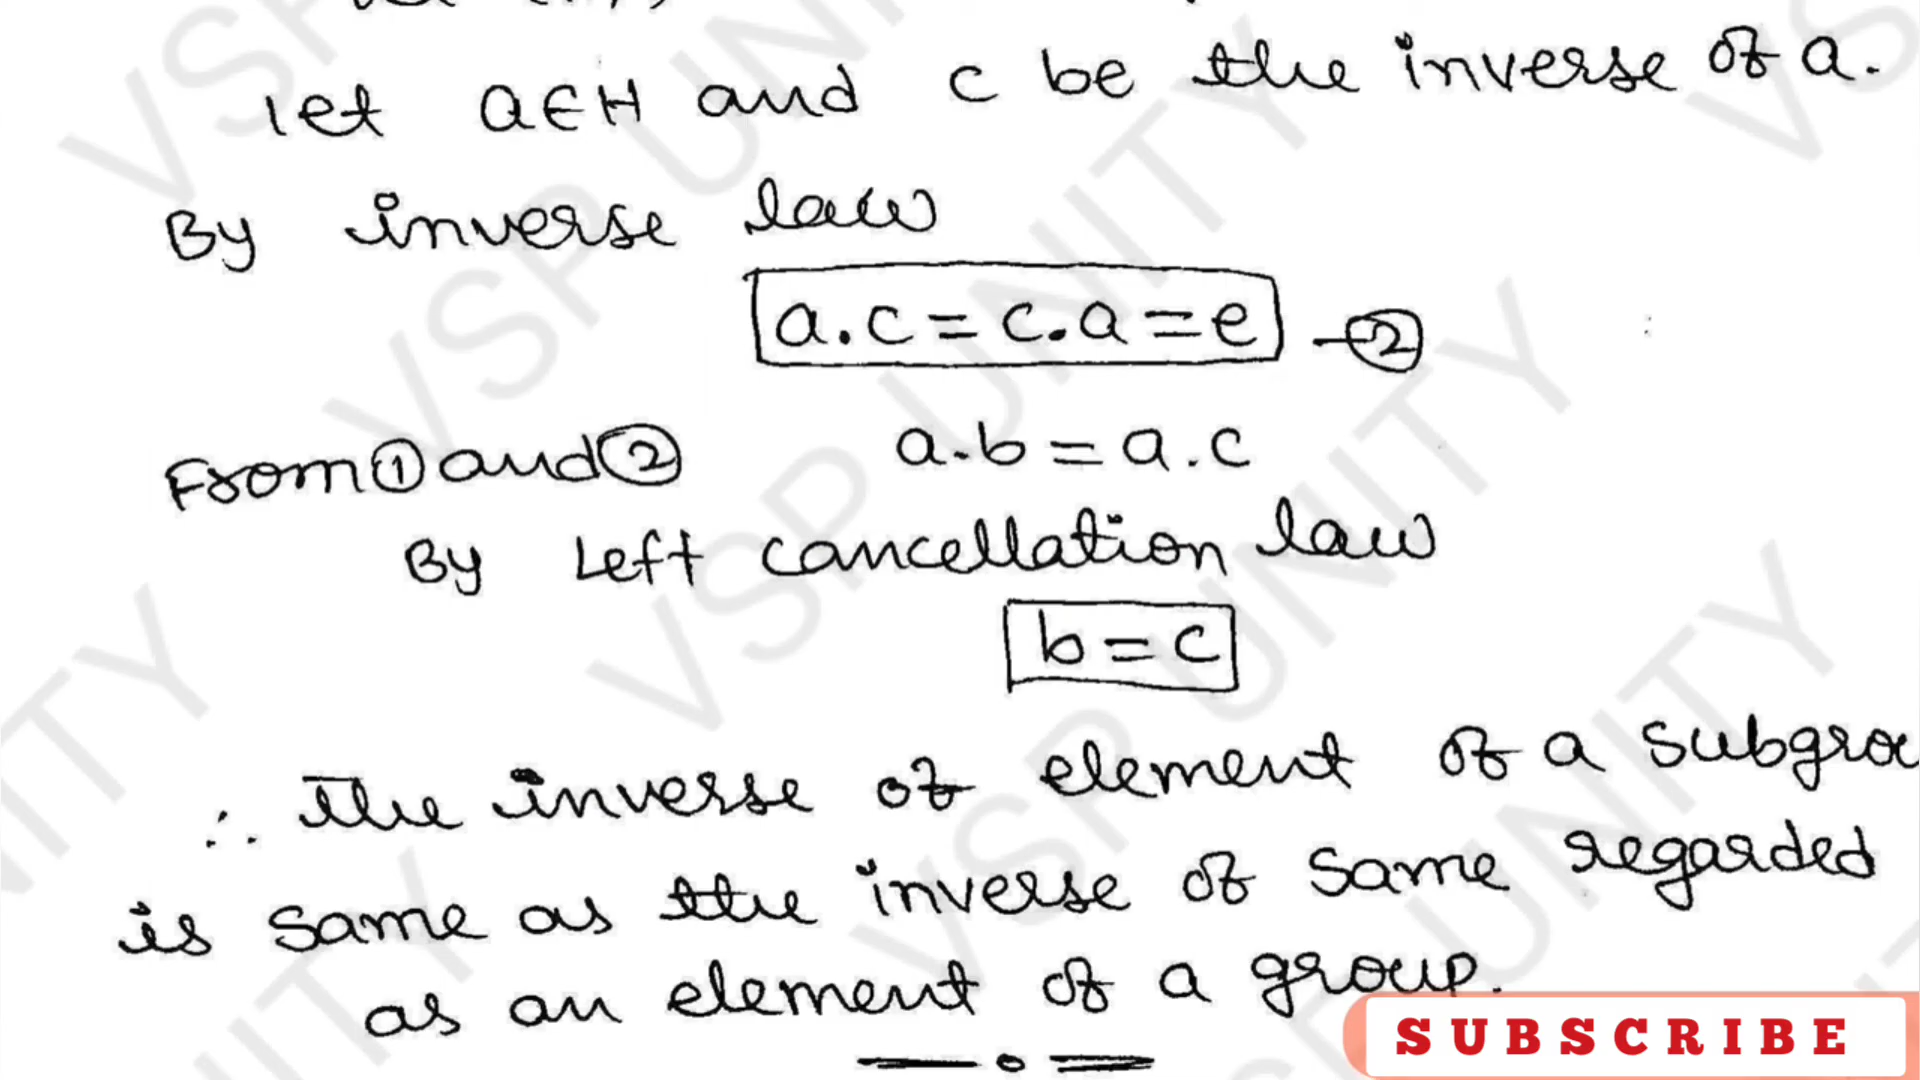 let a∈H and c be the inverse of a.
By inverse law
a.c = c.a = e —②
From ① and ② a.b = a.c
By Left cancellation law
b = c
∴ The inverse of element of a subgrou
is same as the inverse of same regarded
as an element of a group.
SUBSCRIBE
VSP UNITY